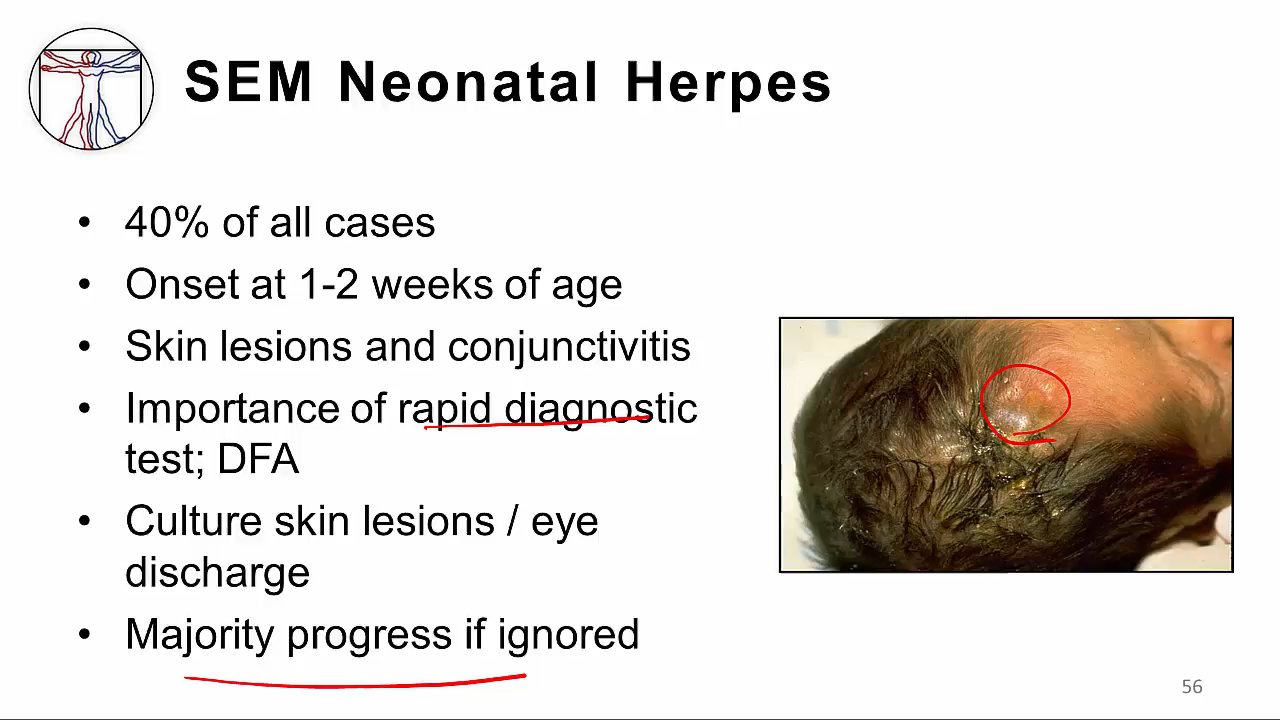 SEM Neonatal Herpes
• 40% of all cases
• Onset at 1-2 weeks of age
• Skin lesions and conjunctivitis
• Importance of rapid diagnostic
test; DFA
• Culture skin lesions / eye
discharge
• Majority progress if ignored
56